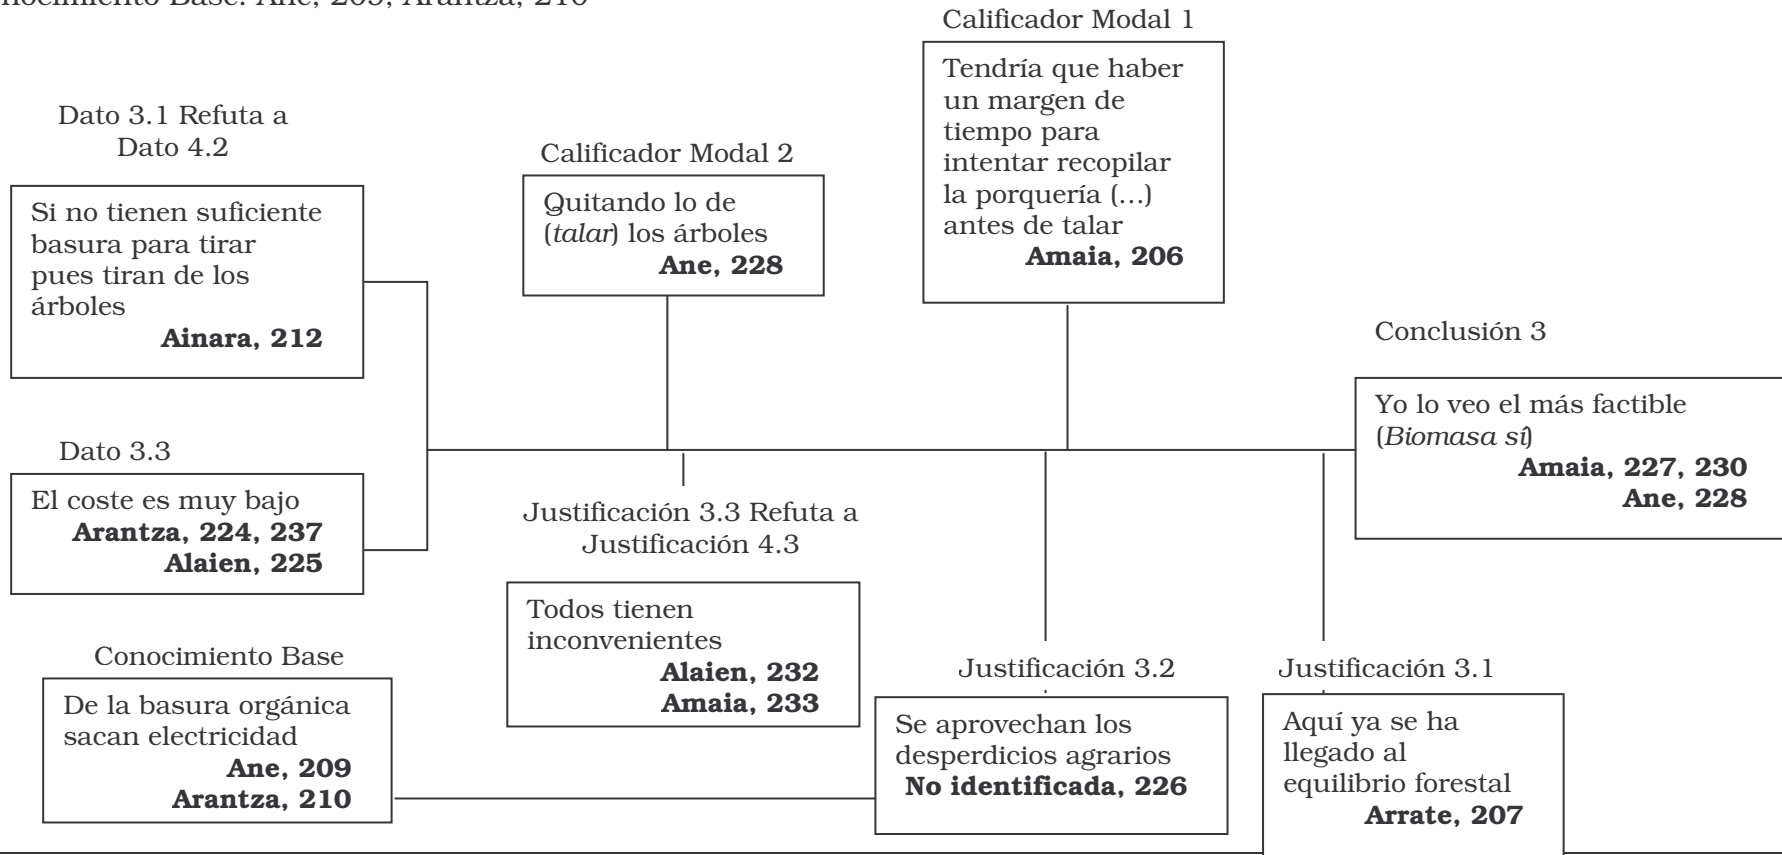 Ane, 209; Arantza, 210
Calificador Modal 1
Tendría que haber
un margen de
tiempo para
intentar recopilar
la porquería (...)
antes de talar
Amaia, 206
Dato 3.1 Refuta a
Dato 4.2
Si no tienen suficiente
basura para tirar
pues tiran de los
árboles
Ainara, 212
Calificador Modal 2
Quitando lo de
(talar) los árboles
Ane, 228
Conclusión 3
Yo lo veo el más factible
(Biomasa sí)
Amaia, 227, 230
Ane, 228
Dato 3.3
El coste es muy bajo
Arantza, 224, 237
Alaien, 225
Justificación 3.3 Refuta a
Justificación 4.3
Todos tienen
inconvenientes
Alaien, 232
Amaia, 233
Conocimiento Base
De la basura orgánica
sacan electricidad
Ane, 209
Arantza, 210
Justificación 3.2
Se aprovechan los
desperdicios agrarios
No identificada, 226
Justificación 3.1
Aquí ya se ha
llegado al
equilibrio forestal
Arrate, 207